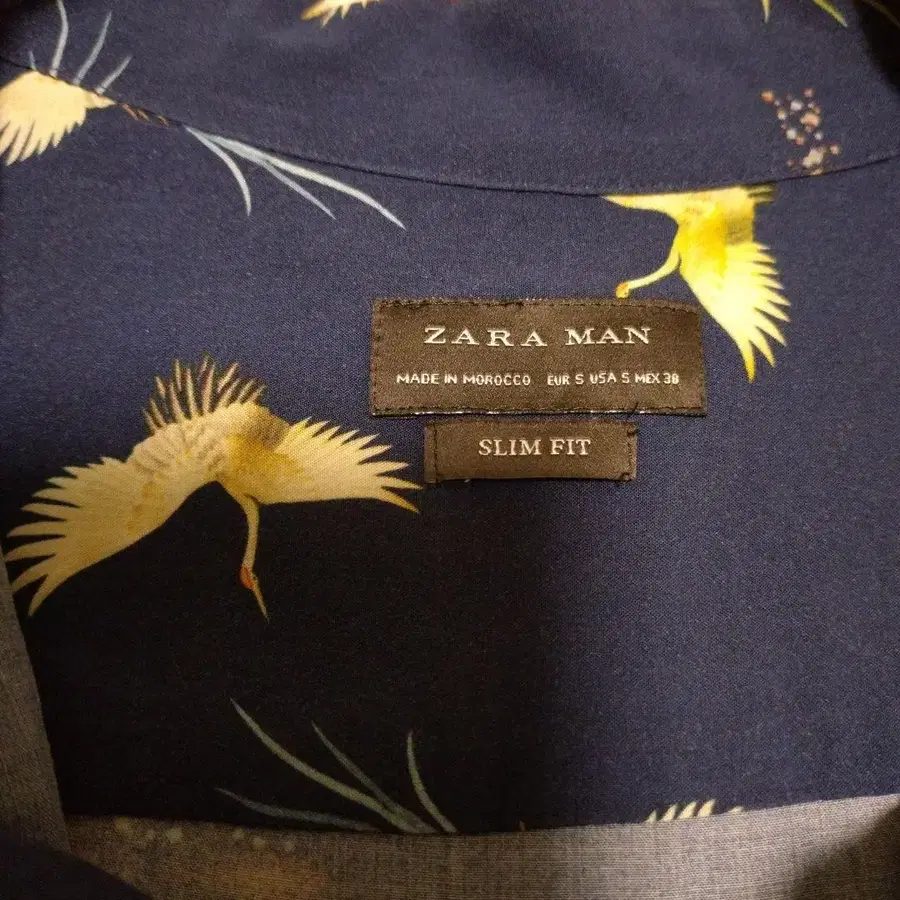 ZARA MAN
MADE IN MOROCCO EUR S USA S MEX 38
SLIM FIT